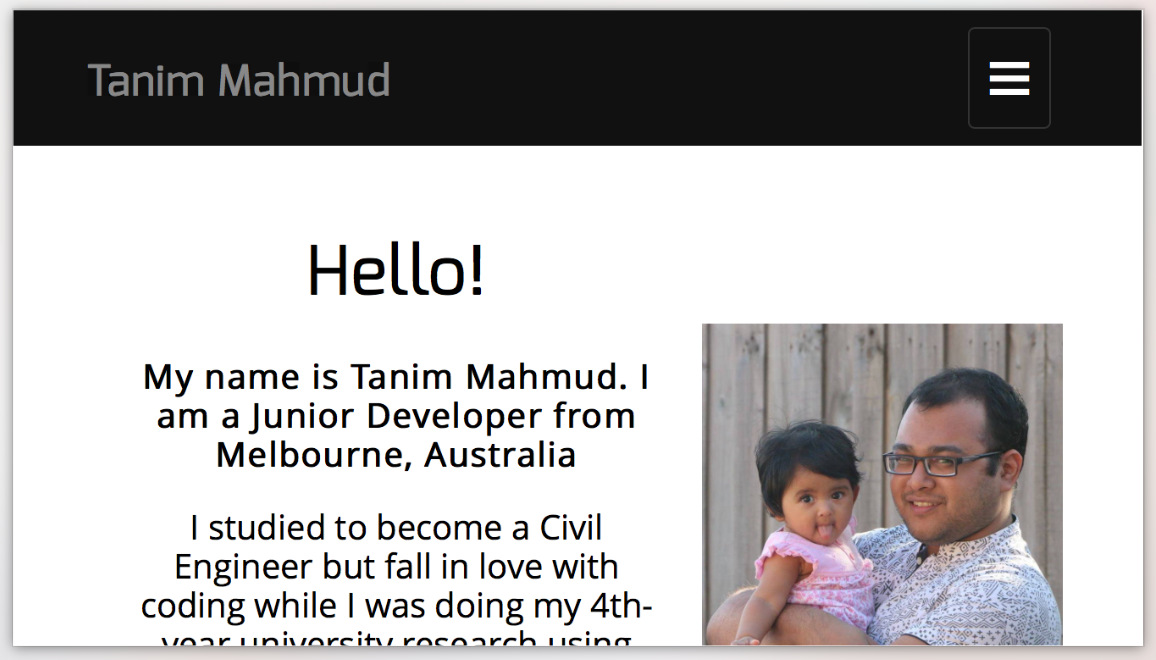 Tanim Mahmud
Hello!
My name is Tanim Mahmud. I
am a Junior Developer from
Melbourne, Australia
I studied to become a Civil
Engineer but fall in love with
coding while I was doing my 4th-
year university research using